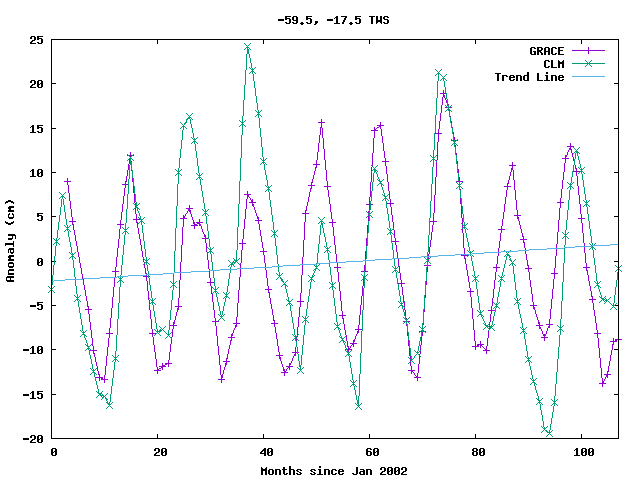 -59.5, -17.5 TWS
GRACE
CLM
Trend Line
25
20
15
10
5
0
-5
-10
-15
-20
Anomaly (cm)
0 20 40 60 80 100
Months since Jan 2002